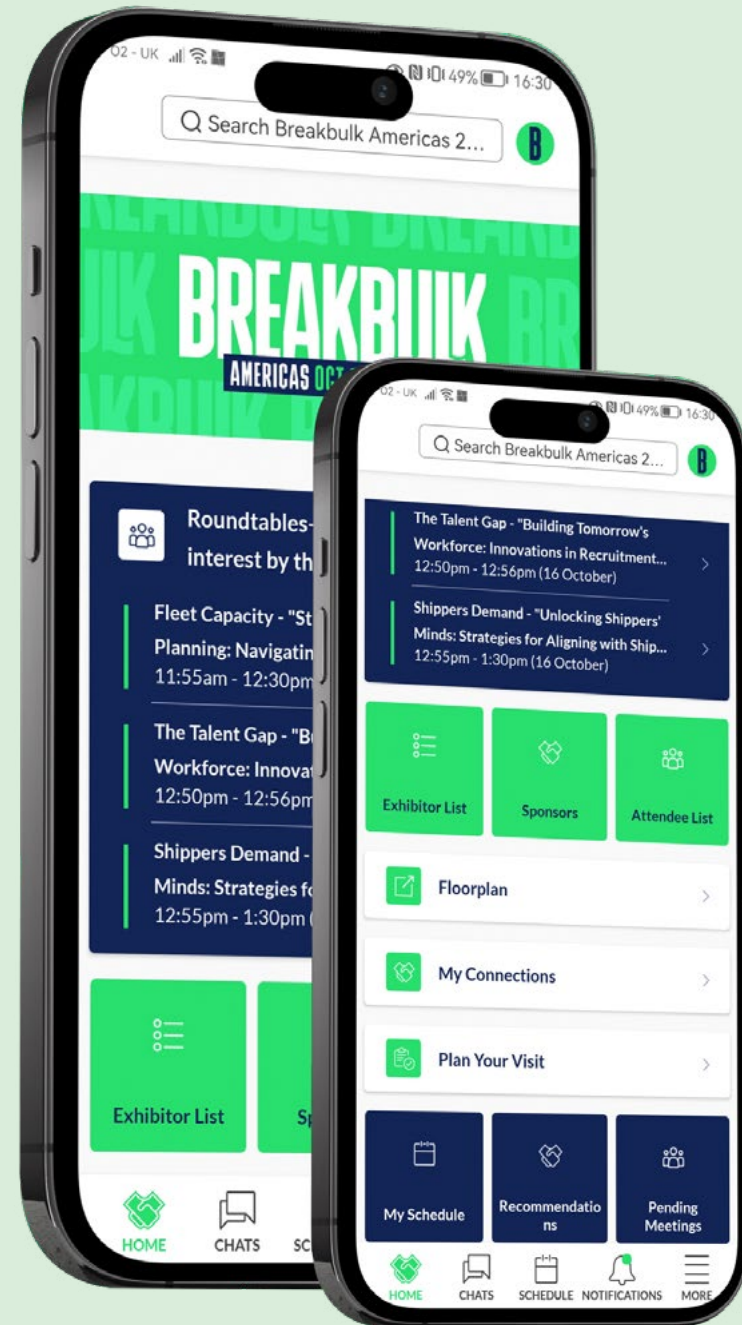 O2 - UK 49% 16:30
Search Breakbulk Americas 2...
B
BREAKBULK
AMERICAS OCT
Roundtables-
interest by th
Fleet Capacity - "St
Planning: Navigatin
11:55am - 12:30pm
The Talent Gap - "B
Workforce: Innovat
12:50pm - 12:56pm
Shippers Demand -
Minds: Strategies fo
12:55pm - 1:30pm (
Exhibitor List
Sp
HOME CHATS SC
O2 - UK 49% 16:30
Search Breakbulk Americas 2...
B
The Talent Gap - "Building Tomorrow's
Workforce: Innovations in Recruitment...
12:50pm - 12:56pm (16 October)
Shippers Demand - "Unlocking Shippers'
Minds: Strategies for Aligning with Ship...
12:55pm - 1:30pm (16 October)
Exhibitor List Sponsors Attendee List
Floorplan
My Connections
Plan Your Visit
My Schedule Recommendatio
ns Pending
Meetings
HOME CHATS SCHEDULE NOTIFICATIONS MORE